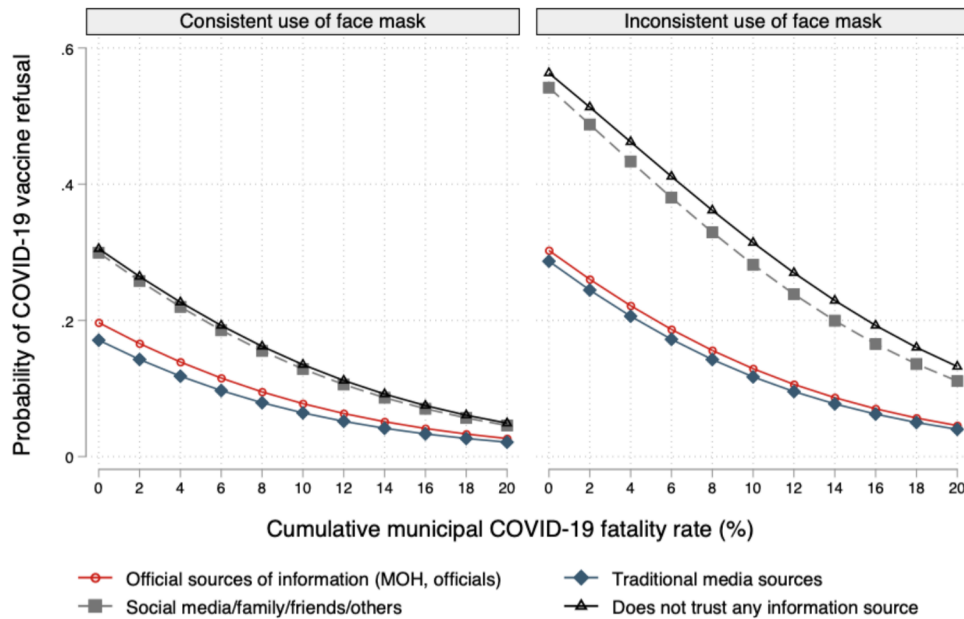 Consistent use of face mask
Inconsistent use of face mask
Probability of COVID-19 vaccine refusal
.6
.4
.2
0
0 2 4 6 8 10 12 14 16 18 20
0 2 4 6 8 10 12 14 16 18 20
Cumulative municipal COVID-19 fatality rate (%)
Official sources of information (MOH, officials)
Traditional media sources
Social media/family/friends/others
Does not trust any information source